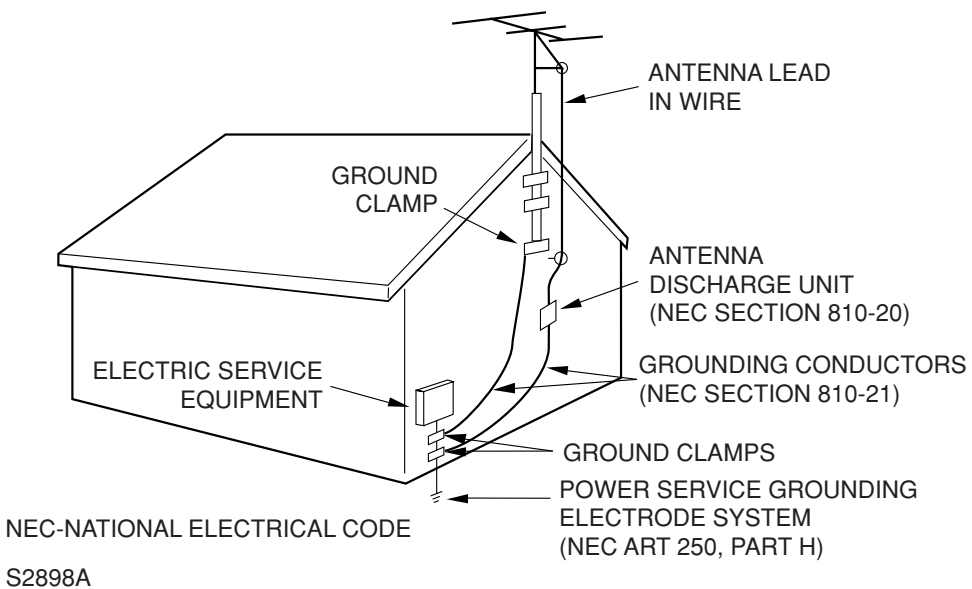 ANTENNA LEAD
IN WIRE
GROUND
CLAMP
ANTENNA
DISCHARGE UNIT
(NEC SECTION 810-20)
ELECTRIC SERVICE
EQUIPMENT
GROUNDING CONDUCTORS
(NEC SECTION 810-21)
GROUND CLAMPS
POWER SERVICE GROUNDING
ELECTRODE SYSTEM
(NEC ART 250, PART H)
NEC-NATIONAL ELECTRICAL CODE
S2898A